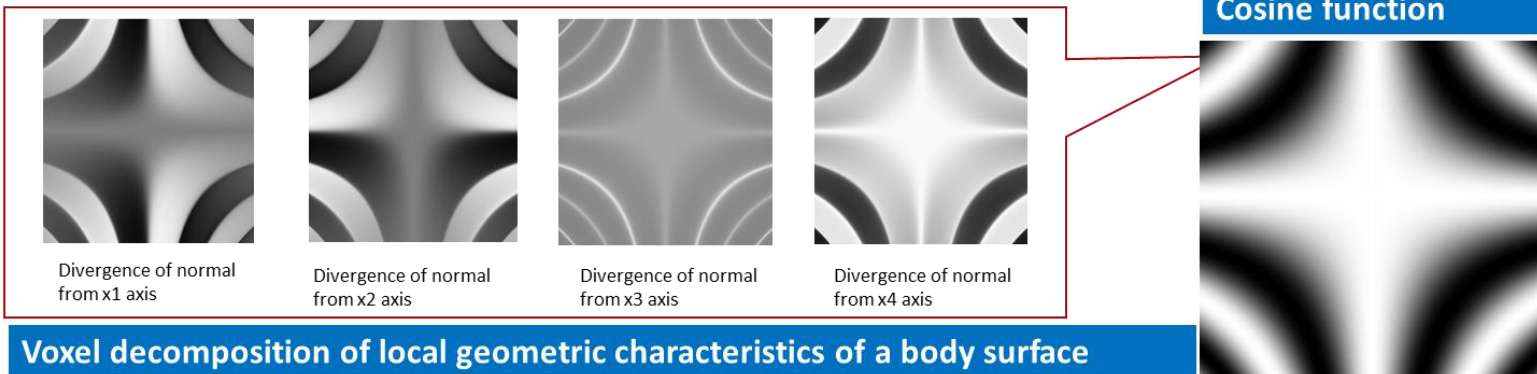 Cosine function
Divergence of normal
from x1 axis
Divergence of normal
from x2 axis
Divergence of normal
from x3 axis
Divergence of normal
from x4 axis
Voxel decomposition of local geometric characteristics of a body surface